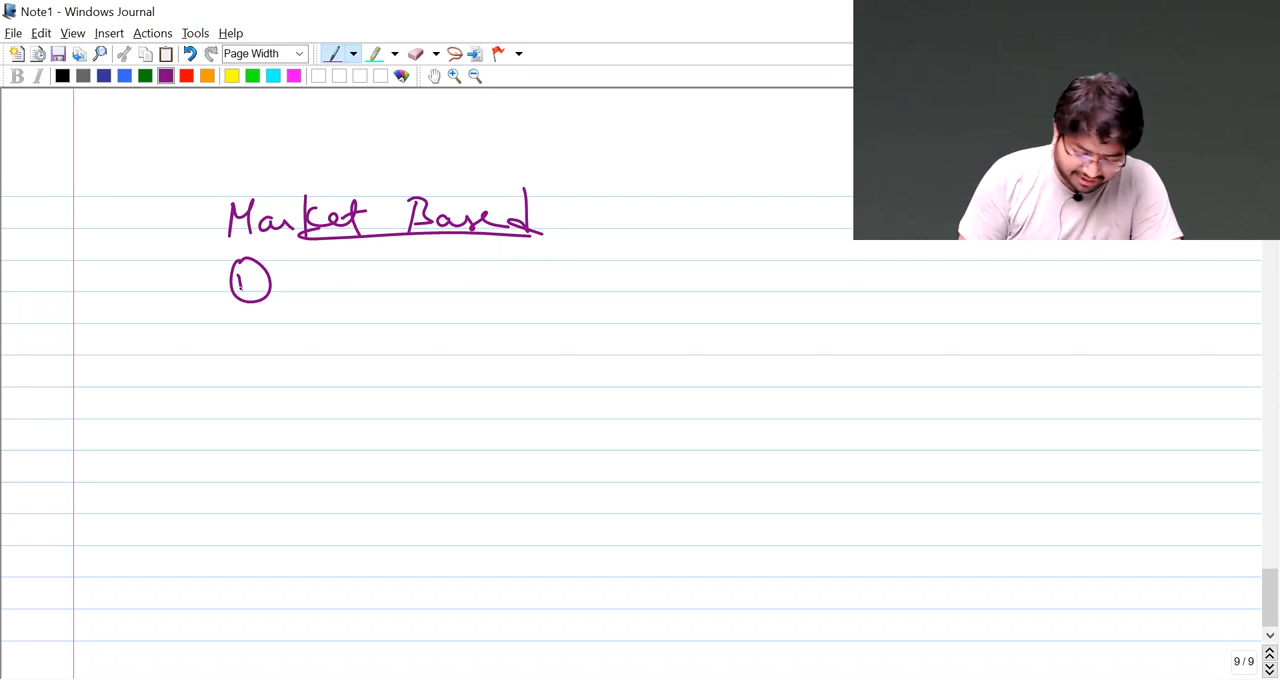 Note1 - Windows Journal
File Edit View Insert Actions Tools Help
Page Width
B I
Market Based
①
9 / 9